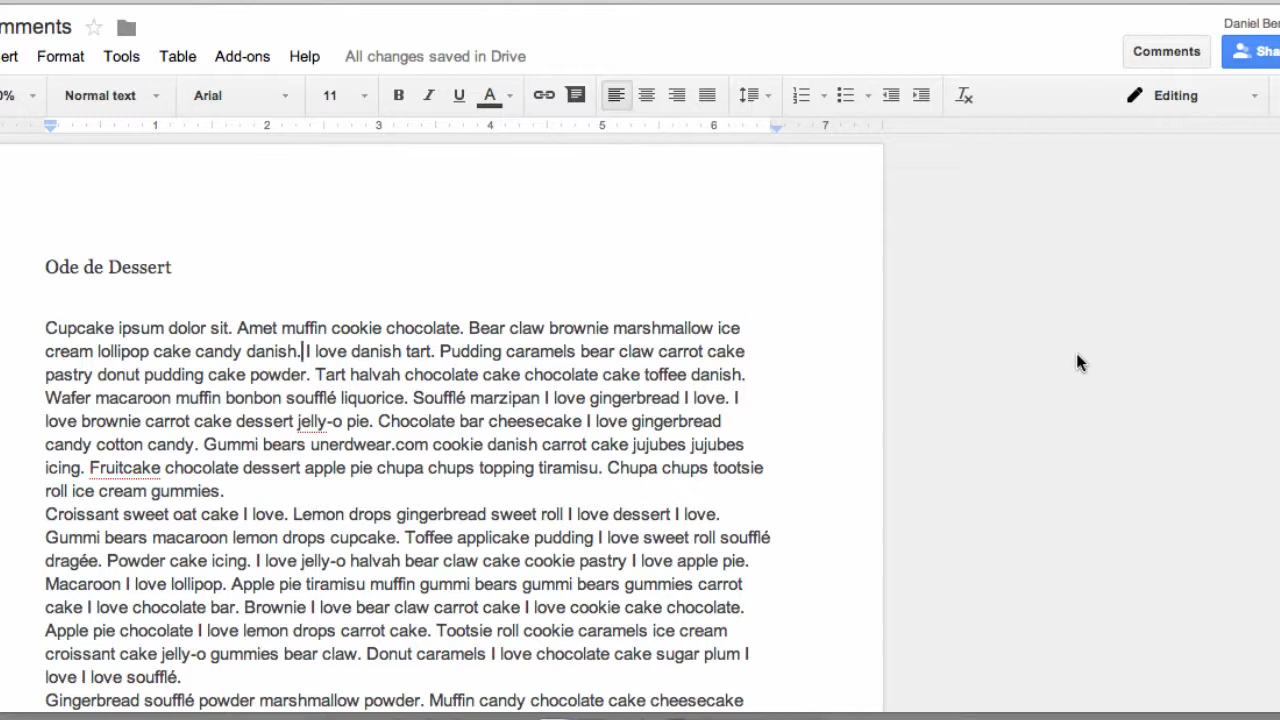 mments
Daniel Ber
ert Format Tools Table Add-ons Help All changes saved in Drive
Comments
Sha
0% Normal text Arial 11 B I U A Editing
1 2 3 4 5 6 7
Ode de Dessert
Cupcake ipsum dolor sit. Amet muffin cookie chocolate. Bear claw brownie marshmallow ice
cream lollipop cake candy danish. I love danish tart. Pudding caramels bear claw carrot cake
pastry donut pudding cake powder. Tart halvah chocolate cake chocolate cake toffee danish.
Wafer macaroon muffin bonbon soufflé liquorice. Soufflé marzipan I love gingerbread I love. I
love brownie carrot cake dessert jelly-o pie. Chocolate bar cheesecake I love gingerbread
candy cotton candy. Gummi bears unerdwear.com cookie danish carrot cake jujubes jujubes
icing. Fruitcake chocolate dessert apple pie chupa chups topping tiramisu. Chupa chups tootsie
roll ice cream gummies.
Croissant sweet oat cake I love. Lemon drops gingerbread sweet roll I love dessert I love.
Gummi bears macaroon lemon drops cupcake. Toffee applicake pudding I love sweet roll soufflé
dragée. Powder cake icing. I love jelly-o halvah bear claw cake cookie pastry I love apple pie.
Macaroon I love lollipop. Apple pie tiramisu muffin gummi bears gummi bears gummies carrot
cake I love chocolate bar. Brownie I love bear claw carrot cake I love cookie cake chocolate.
Apple pie chocolate I love lemon drops carrot cake. Tootsie roll cookie caramels ice cream
croissant cake jelly-o gummies bear claw. Donut caramels I love chocolate cake sugar plum I
love I love soufflé.
Gingerbread soufflé powder marshmallow powder. Muffin candy chocolate cake cheesecake